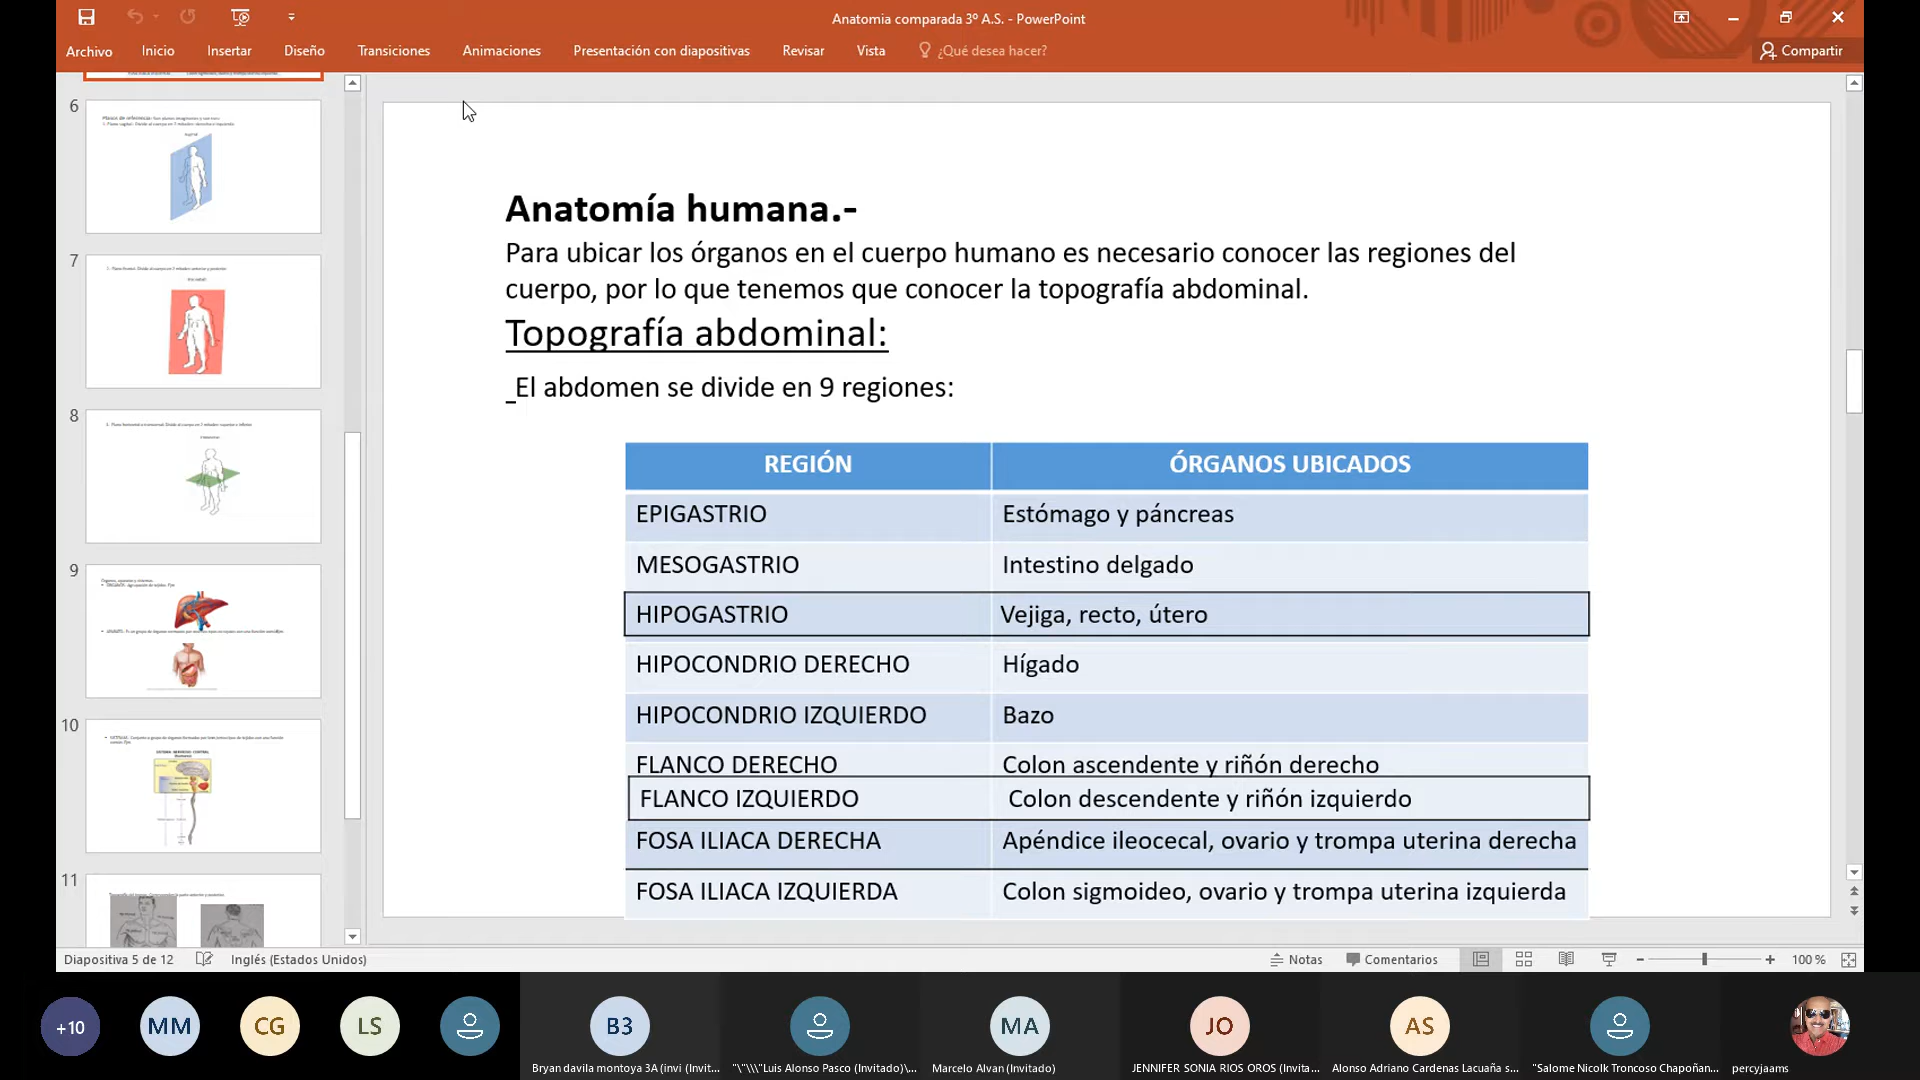 Anatomia comparada 3º A.S. - PowerPoint
Archivo Inicio Insertar Diseño Transiciones Animaciones Presentación con diapositivas Revisar Vista ¿Qué desea hacer? Compartir
6
7
8
9
10
11
Anatomía humana.-
Para ubicar los órganos en el cuerpo humano es necesario conocer las regiones del
cuerpo, por lo que tenemos que conocer la topografía abdominal.
Topografía abdominal:
_El abdomen se divide en 9 regiones:
REGIÓN ÓRGANOS UBICADOS
EPIGASTRIO Estómago y páncreas
MESOGASTRIO Intestino delgado
HIPOGASTRIO Vejiga, recto, útero
HIPOCONDRIO DERECHO Hígado
HIPOCONDRIO IZQUIERDO Bazo
FLANCO DERECHO Colon ascendente y riñón derecho
FLANCO IZQUIERDO Colon descendente y riñón izquierdo
FOSA ILIACA DERECHA Apéndice ileocecal, ovario y trompa uterina derecha
FOSA ILIACA IZQUIERDA Colon sigmoideo, ovario y trompa uterina izquierda
Diapositiva 5 de 12 Inglés (Estados Unidos) Notas Comentarios 100 %
+10 MM CG LS B3 MA JO AS
Bryan davila montoya 3A (invi (Invit... "\"\\\"Luis Alonso Pasco (Invitado)\... Marcelo Alvan (Invitado) JENNIFER SONIA RIOS OROS (Invita... Alonso Adriano Cardenas Lacuaña s... "Salome Nicolk Troncoso Chapoñan... percyjaams